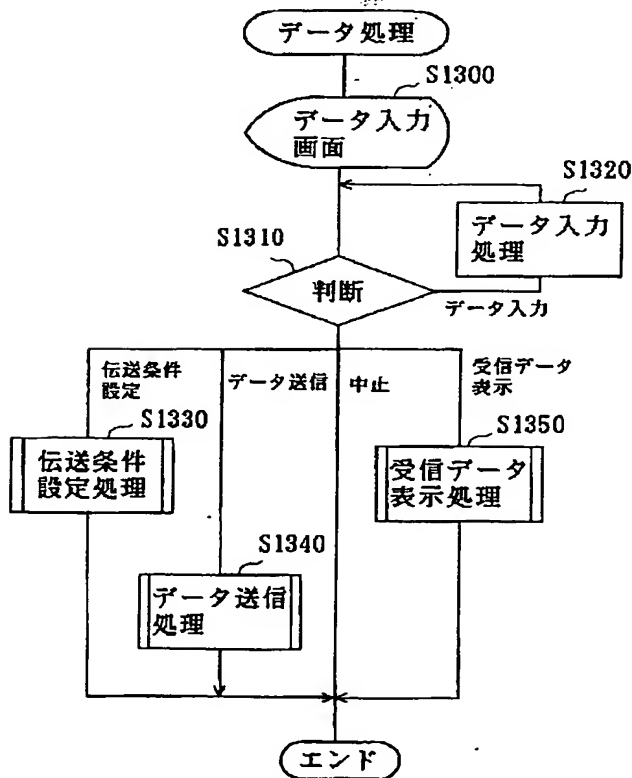 データ処理
S1300
データ入力
画面
S1320
データ入力
処理
S1310
判断
データ入力
伝送条件
設定
データ送信
中止
受信データ
表示
S1330
伝送条件
設定処理
S1350
受信データ
表示処理
S1340
データ送信
処理
エンド